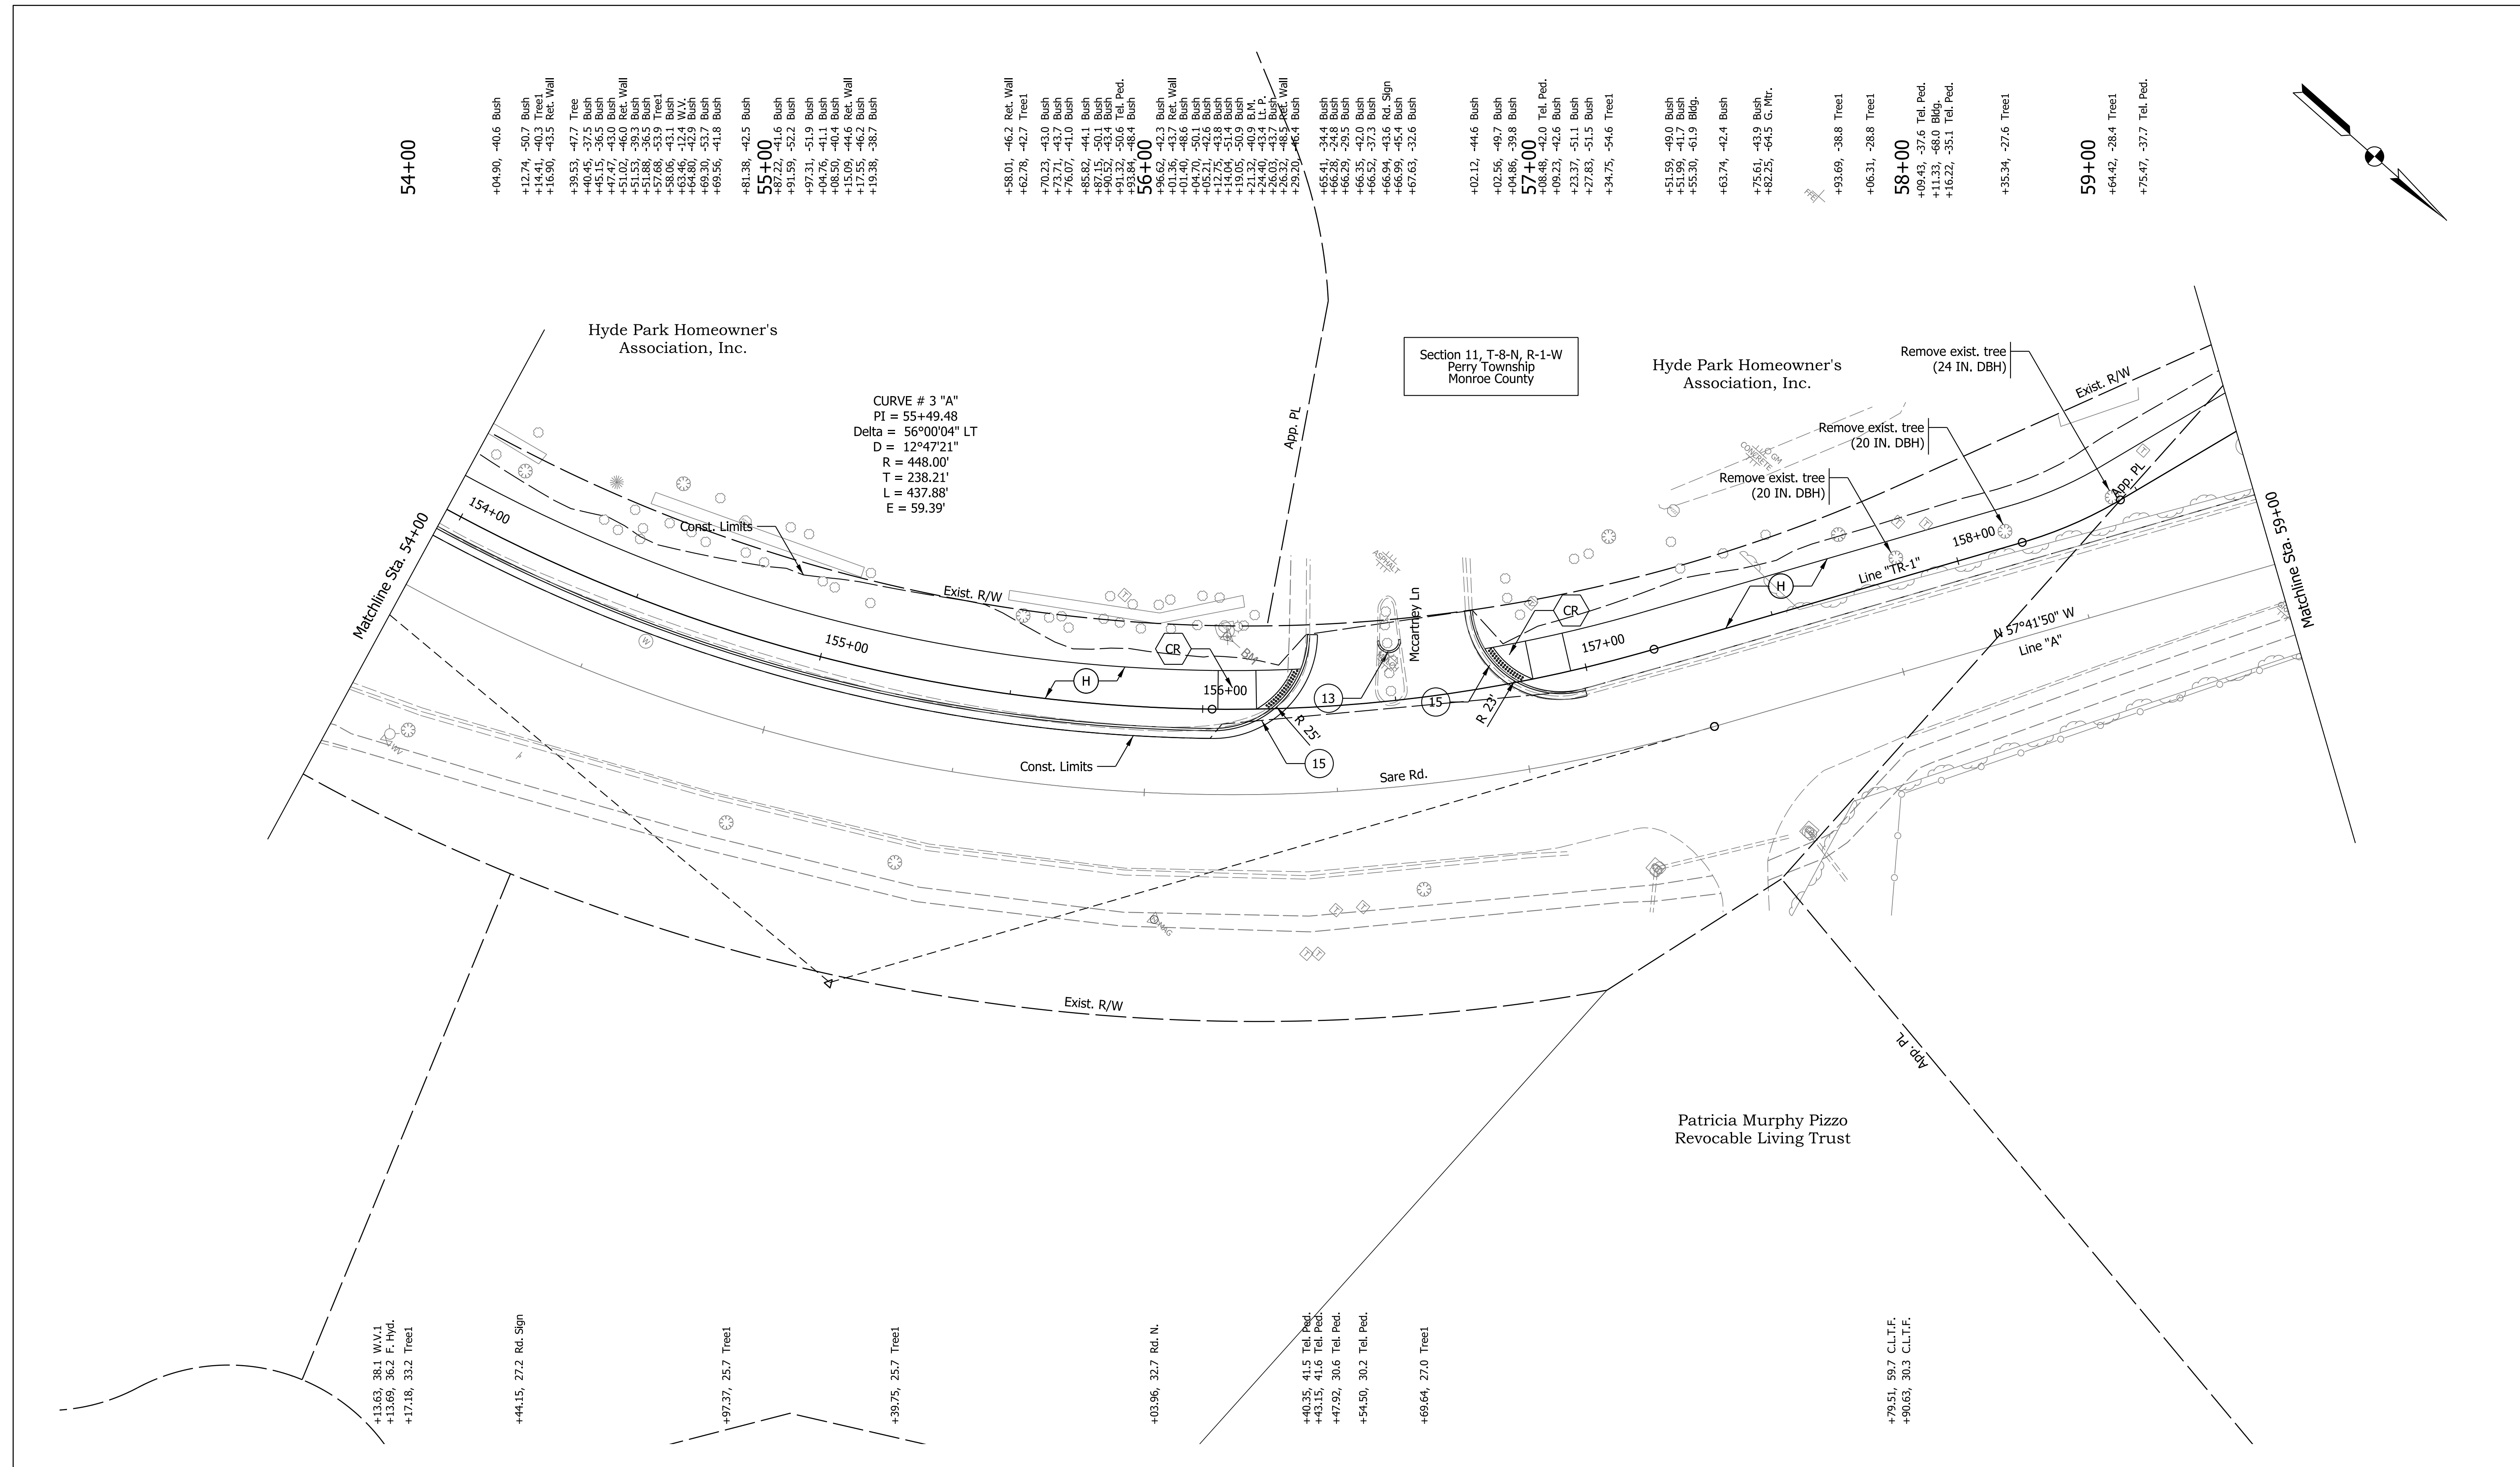 54+00
+04.90, -40.6 Bush
+12.74, -50.7 Bush
+14.41, -40.3 Tree1
+16.90, -43.5 Ret. Wall
+39.53, -47.7 Tree
+40.45, -37.5 Bush
+45.15, -36.5 Bush
+47.47, -43.0 Bush
+51.02, -46.0 Ret. Wall
+51.53, -39.3 Bush
+51.88, -36.5 Bush
+57.68, -53.9 Tree1
+58.06, -43.1 Bush
+63.46, -12.4 W.V.
+64.80, -42.9 Bush
+69.30, -53.7 Bush
+69.56, -41.8 Bush
+81.38, -42.5 Bush
55+00
+87.22, -41.6 Bush
+91.59, -52.2 Bush
+97.31, -51.9 Bush
+04.76, -41.1 Bush
+08.50, -40.4 Bush
+15.09, -44.6 Ret. Wall
+17.55, -46.2 Bush
+19.38, -38.7 Bush
+58.01, -46.2 Ret. Wall
+62.78, -42.7 Tree1
+70.23, -43.0 Bush
+73.71, -43.7 Bush
+76.07, -41.0 Bush
+85.82, -44.1 Bush
+87.15, -50.1 Bush
+90.52, -43.4 Bush
+91.32, -50.6 Tel. Ped.
+93.84, -48.4 Bush
56+00
+96.62, -42.3 Bush
+01.36, -43.7 Ret. Wall
+01.40, -48.6 Bush
+04.70, -50.1 Bush
+05.21, -42.6 Bush
+12.75, -43.8 Bush
+14.04, -51.4 Bush
+19.05, -50.9 Bush
+21.32, -40.9 B.M.
+24.40, -43.4 Lt. P.
+26.03, -43.7 Bush
+26.32, -48.5 Ret. Wall
+29.20, -46.4 Bush
+65.41, -34.4 Bush
+66.28, -24.8 Bush
+66.29, -29.5 Bush
+66.35, -42.0 Bush
+66.52, -37.3 Bush
+66.94, -43.6 Rd. Sign
+66.99, -45.4 Bush
+67.63, -32.6 Bush
+02.12, -44.6 Bush
+02.56, -49.7 Bush
+04.86, -39.8 Bush
57+00
+08.48, -42.0 Tel. Ped.
+09.23, -42.6 Bush
+23.37, -51.1 Bush
+27.83, -51.5 Bush
+34.75, -54.6 Tree1
+51.59, -49.0 Bush
+51.99, -41.7 Bush
+55.30, -61.9 Bldg.
+63.74, -42.4 Bush
+75.61, -43.9 Bush
+82.25, -64.5 G. Mtr.
FFE
+93.69, -38.8 Tree1
+06.31, -28.8 Tree1
58+00
+09.43, -37.6 Tel. Ped.
+11.33, -68.0 Bldg.
+16.22, -35.1 Tel. Ped.
+35.34, -27.6 Tree1
59+00
+64.42, -28.4 Tree1
+75.47, -37.7 Tel. Ped.
Hyde Park Homeowner's
Association, Inc.
CURVE # 3 "A"
PI = 55+49.48
Delta = 56°00'04" LT
D = 12°47'21"
R = 448.00'
T = 238.21'
L = 437.88'
E = 59.39'
App. PL
Section 11, T-8-N, R-1-W
Perry Township
Monroe County
Hyde Park Homeowner's
Association, Inc.
Remove exist. tree
(24 IN. DBH)
Remove exist. tree
(20 IN. DBH)
Remove exist. tree
(20 IN. DBH)
Exist. R/W
App. PL
GM
CONCRETE
Matchline Sta. 54+00
154+00
Const. Limits
Exist. R/W
155+00
H
CR
BM
156+00
ASPHALT
Mccartney Ln
13
15
15
R 25'
R 23'
CR
157+00
H
Line "TR-1"
158+00
Matchline Sta. 59+00
N 57°41'50" W
Line "A"
Const. Limits
Sare Rd.
W
WV
MAG
T
T
T
T
T
T
T
T
T
Exist. R/W
App. PL
Patricia Murphy Pizzo
Revocable Living Trust
+13.63, 38.1 W.V.1
+13.69, 36.2 F. Hyd.
+17.18, 33.2 Tree1
+44.15, 27.2 Rd. Sign
+97.37, 25.7 Tree1
+39.75, 25.7 Tree1
+03.96, 32.7 Rd. N.
+40.35, 41.5 Tel. Ped.
+43.15, 41.6 Tel. Ped.
+47.92, 30.6 Tel. Ped.
+54.50, 30.2 Tel. Ped.
+69.64, 27.0 Tree1
+79.51, 59.7 C.L.T.F.
+90.63, 30.3 C.L.T.F.